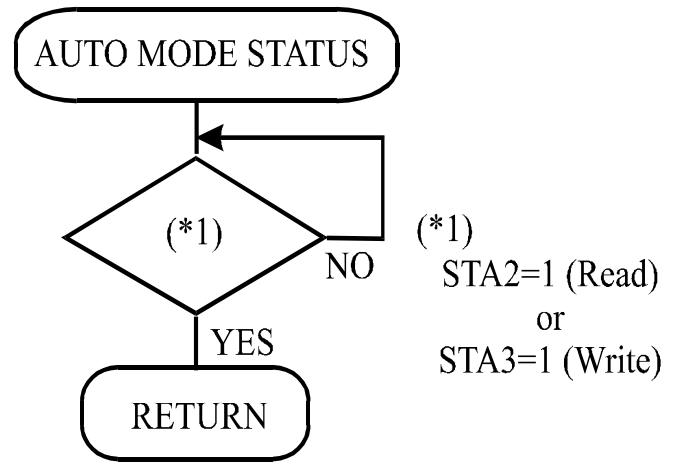 AUTO MODE STATUS
(*1)
NO
YES
RETURN
(*1)
STA2=1 (Read)
or
STA3=1 (Write)